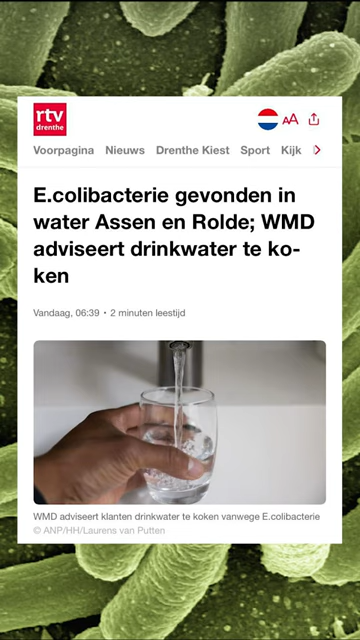 rtv
drenthe
AA
Voorpagina Nieuws Drenthe Kiest Sport Kijk
E.colibacterie gevonden in
water Assen en Rolde; WMD
adviseert drinkwater te ko-
ken
Vandaag, 06:39 • 2 minuten leestijd
WMD adviseert klanten drinkwater te koken vanwege E.colibacterie
© ANP/HH/Laurens van Putten